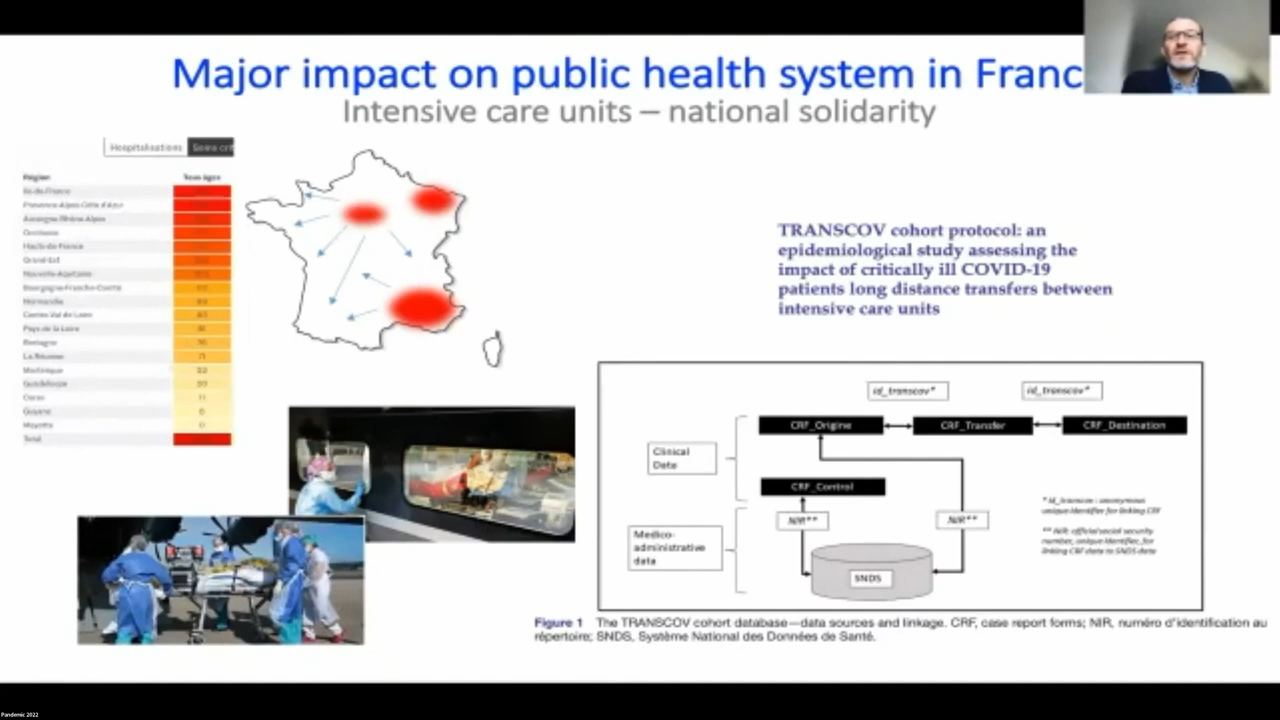 Major impact on public health system in Franc
Intensive care units – national solidarity
Hospitalisations
Région
Tous âges
Ile-de-France
Provence-Alpes-Côte d'Azur
Auvergne-Rhône-Alpes
Occitanie
Hauts-de-France
Grand-Est
Nouvelle-Aquitaine
Bourgogne-Franche-Comté
Normandie
Centre-Val de Loire
Pays de la Loire
Bretagne
La Réunion
Martinique
Guadeloupe
Corse
Guyane
Mayotte
Total
TRANSCOV cohort protocol: an
epidemiological study assessing the
impact of critically ill COVID-19
patients long distance transfers between
intensive care units
id_transcov*
id_transcov*
CRF_Origine
CRF_Transfer
CRF_Destination
Clinical
Data
CRF_Control
* id_transcov : anonymous
unique identifier for linking CRF
NIR**
NIR**
** NIR: official social security
number, unique identifier, for
linking CRF data to SNDS data
Medico-
administrative
data
SNDS
Figure 1 The TRANSCOV cohort database—data sources and linkage. CRF, case report forms; NIR, numéro d'identification au
répertoire; SNDS, Système National des Données de Santé.
Pandemic 2022